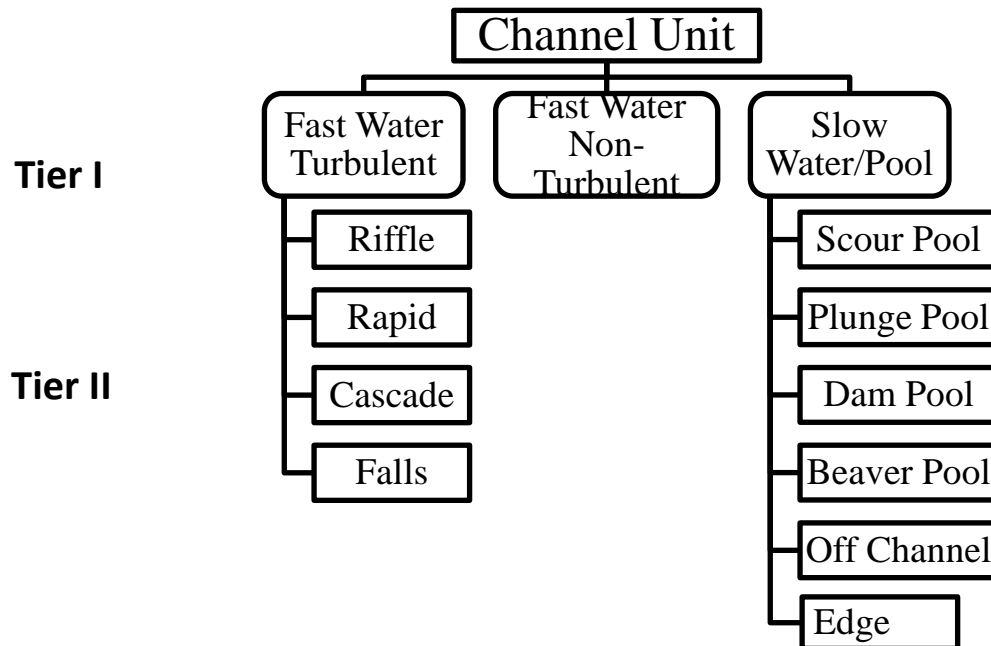 Channel Unit
Fast Water
Turbulent
Fast Water
Non-
Turbulent
Slow
Water/Pool
Tier I
Riffle
Scour Pool
Rapid
Plunge Pool
Tier II
Cascade
Dam Pool
Falls
Beaver Pool
Off Channel
Edge